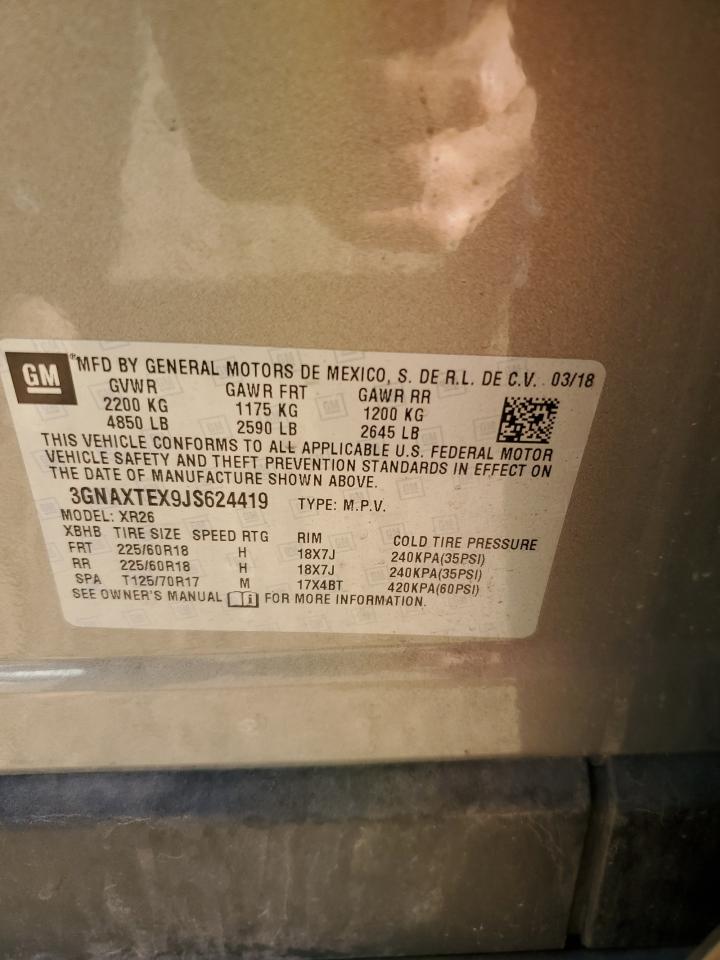 GM ® MFD BY GENERAL MOTORS DE MEXICO, S. DE R.L. DE C.V. 03/18
GVWR GAWR FRT GAWR RR
2200 KG 1175 KG 1200 KG
4850 LB 2590 LB 2645 LB
THIS VEHICLE CONFORMS TO ALL APPLICABLE U.S. FEDERAL MOTOR
VEHICLE SAFETY AND THEFT PREVENTION STANDARDS IN EFFECT ON
THE DATE OF MANUFACTURE SHOWN ABOVE.
3GNAXTEX9JS624419 TYPE: M.P.V.
MODEL: XR26
XBHB TIRE SIZE SPEED RTG RIM COLD TIRE PRESSURE
FRT 225/60R18 H 18X7J 240KPA(35PSI)
RR 225/60R18 H 18X7J 240KPA(35PSI)
SPA T125/70R17 M 17X4BT 420KPA(60PSI)
SEE OWNER'S MANUAL i FOR MORE INFORMATION.